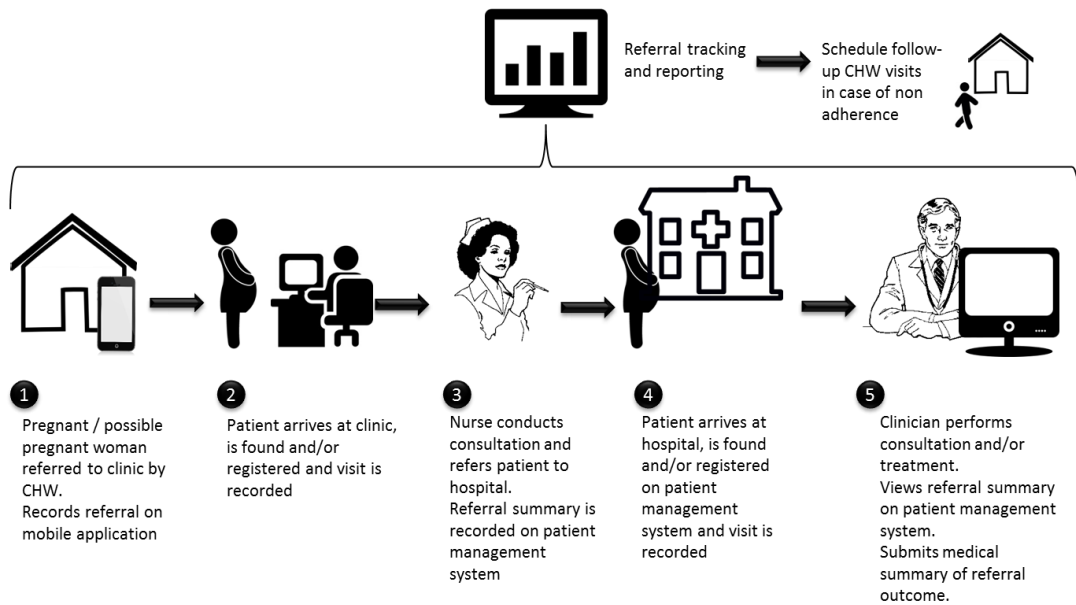 Referral tracking
and reporting
Schedule follow-
up CHW visits
in case of non
adherence
1
Pregnant / possible
pregnant woman
referred to clinic by
CHW.
Records referral on
mobile application
2
Patient arrives at clinic,
is found and/or
registered and visit is
recorded
3
Nurse conducts
consultation and
refers patient to
hospital.
Referral summary is
recorded on patient
management
system
4
Patient arrives at
hospital, is found
and/or registered
on patient
management
system and visit is
recorded
5
Clinician performs
consultation and/or
treatment.
Views referral summary
on patient management
system.
Submits medical
summary of referral
outcome.